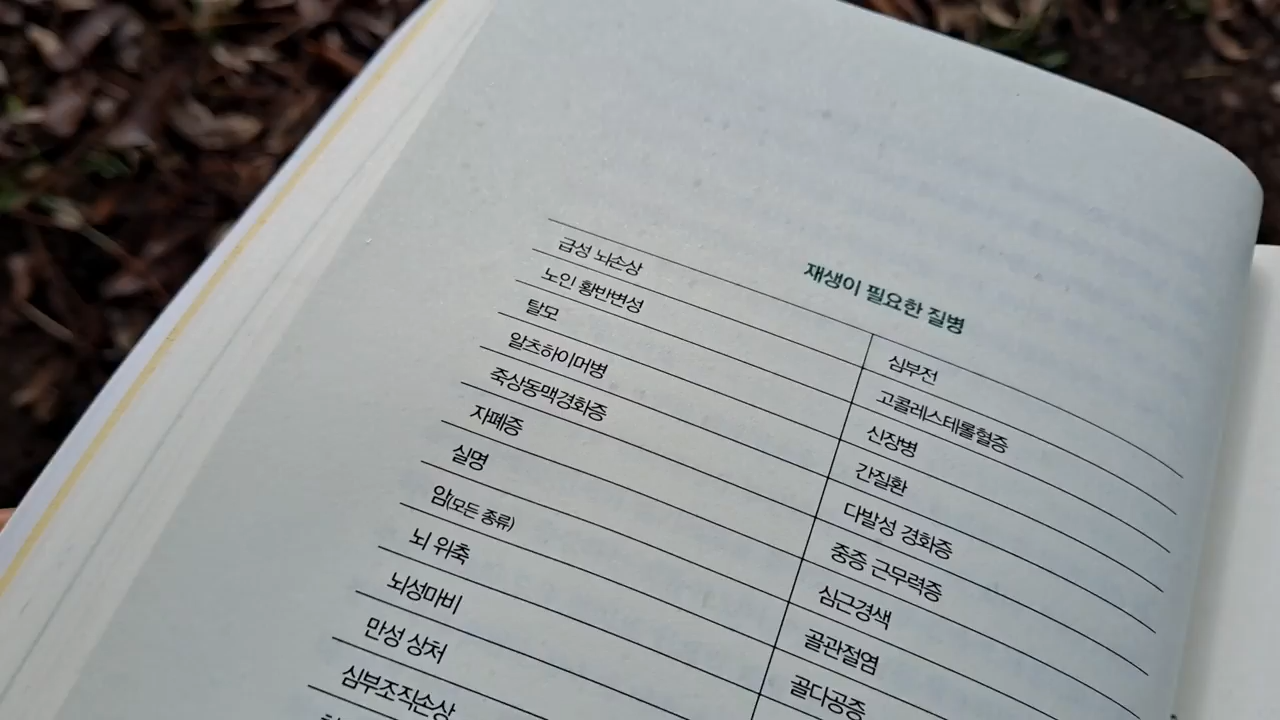 재생이 필요한 질병
급성 뇌손상
노인 황반변성
탈모
알츠하이머병
죽상동맥경화증
자폐증
실명
암(모든 종류)
뇌 위축
뇌성마비
만성 상처
심부조직손상
심부전
고콜레스테롤혈증
신장병
간질환
다발성 경화증
중증 근무력증
심근경색
골관절염
골다공증